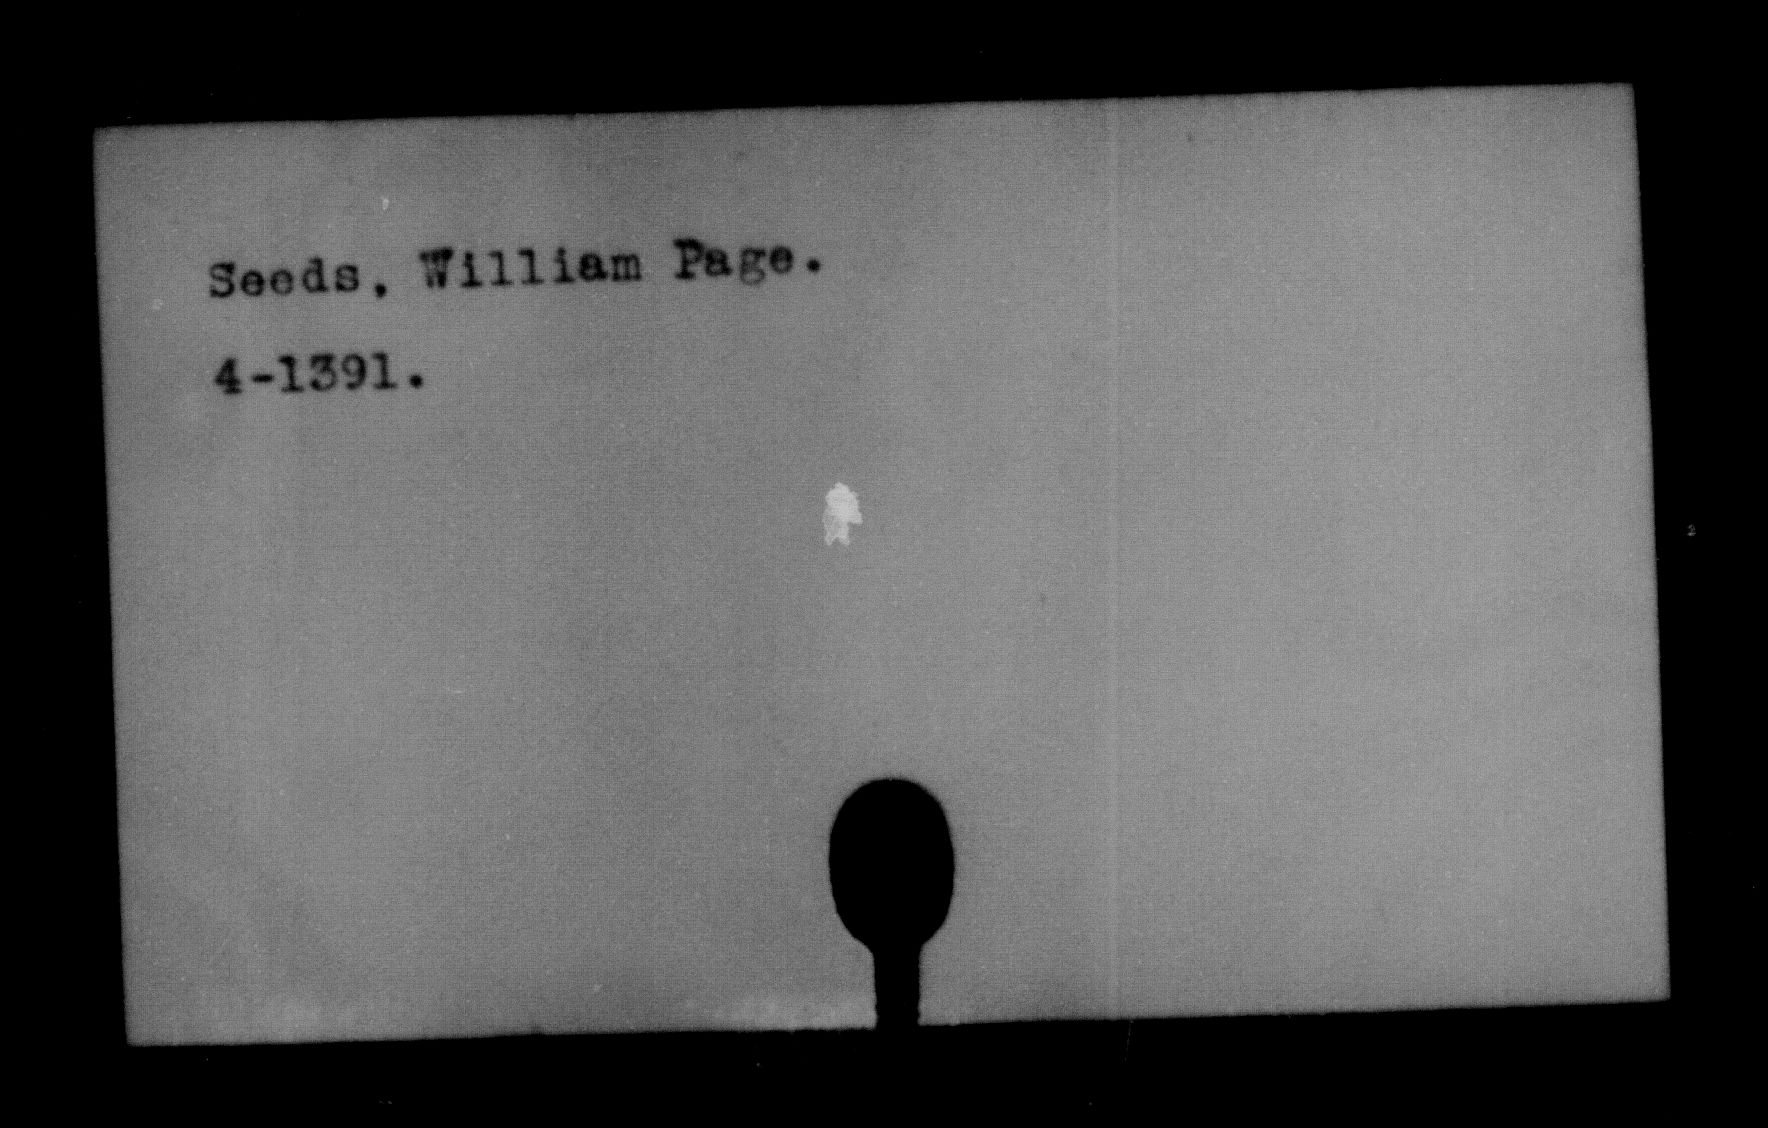 Seeds, William Page.
4-1391.